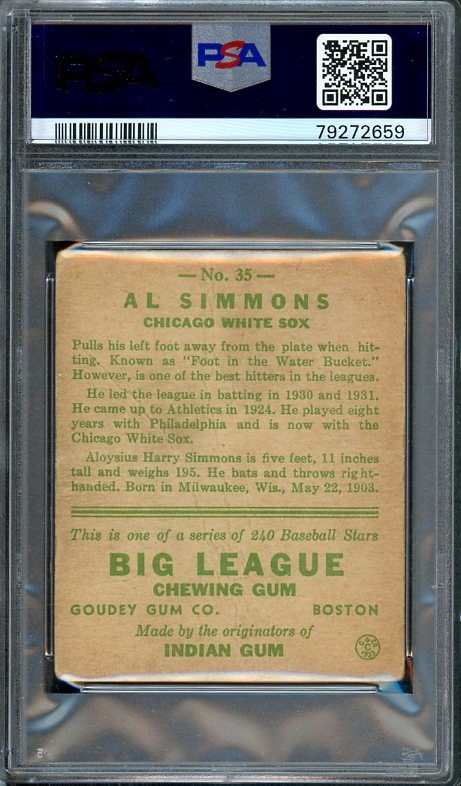 PSA
PSA
79272659
— No. 35 —
AL SIMMONS
CHICAGO WHITE SOX
Pulls his left foot away from the plate when hit-
ting. Known as "Foot in the Water Bucket."
However, is one of the best hitters in the leagues.
He led the league in batting in 1930 and 1931.
He came up to Athletics in 1924. He played eight
years with Philadelphia and is now with the
Chicago White Sox.
Aloysius Harry Simmons is five feet, 11 inches
tall and weighs 195. He bats and throws right-
handed. Born in Milwaukee, Wis., May 22, 1903.
This is one of a series of 240 Baseball Stars
BIG LEAGUE
CHEWING GUM
GOUDEY GUM CO. BOSTON
Made by the originators of
INDIAN GUM